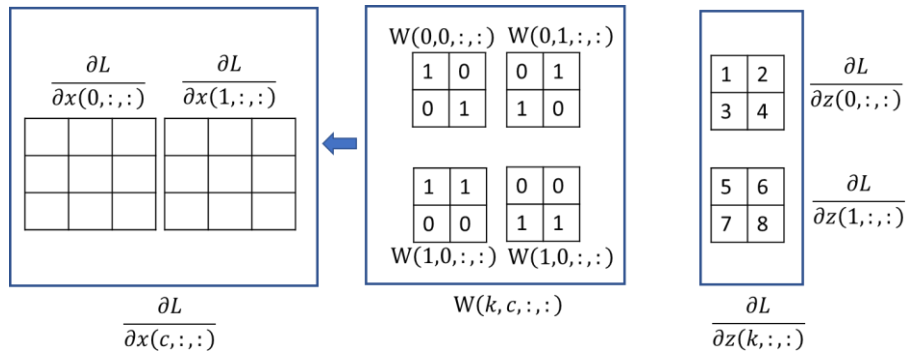 ∂L/∂x(0,:,:) ∂L/∂x(1,:,:)
W(0,0,:,:) W(0,1,:,:)
1 0 0 1
0 1 1 0
1 1 0 0
0 0 1 1
W(1,0,:,:) W(1,0,:,:)
1 2 ∂L/∂z(0,:,:)
3 4
5 6 ∂L/∂z(1,:,:)
7 8
∂L/∂x(c,:,:)
W(k,c,:,:)
∂L/∂z(k,:,:)